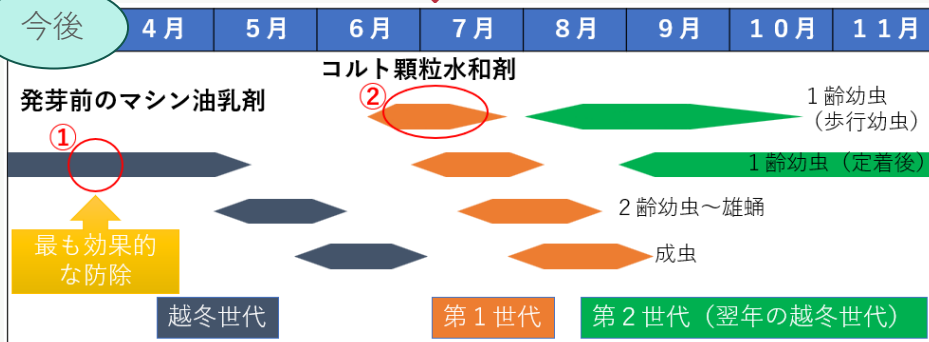 今後
4月 5月 6月 7月 8月 9月 10月 11月
コルト顆粒水和剤
②
発芽前のマシン油乳剤
①
1齢幼虫
（歩行幼虫）
1齢幼虫（定着後）
2齢幼虫～雄蛹
最も効果的
な防除
成虫
越冬世代
第1世代
第2世代（翌年の越冬世代）